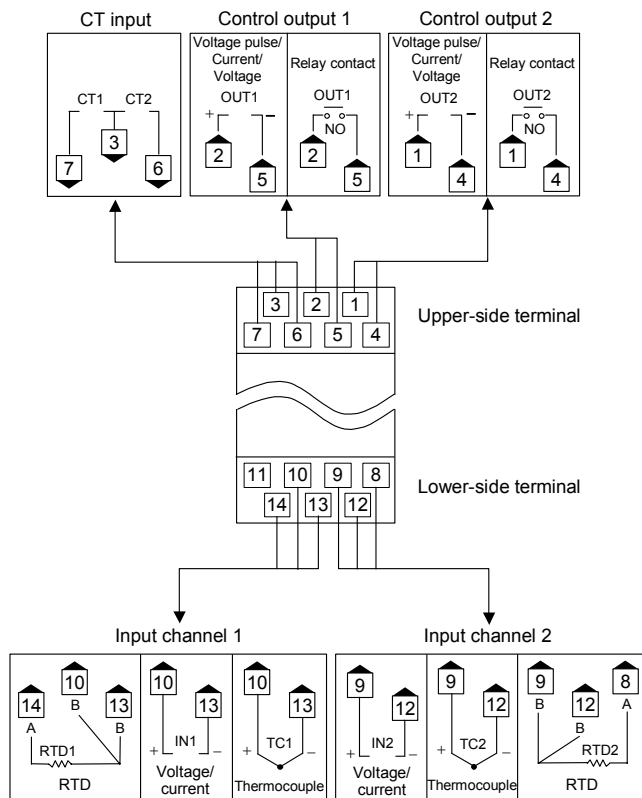 CT input
Control output 1
Control output 2
CT1
CT2
3
7
6
Voltage pulse/
Current/
Voltage
+ OUT1 −
2
5
Relay contact
OUT1
NO
2
5
Voltage pulse/
Current/
Voltage
+ OUT2 −
1
4
Relay contact
OUT2
NO
1
4
3 2 1
7 6 5 4
Upper-side terminal
11 10 9 8
14 13 12
Lower-side terminal
Input channel 1
Input channel 2
14
10
13
A
B
B
RTD1
RTD
10
13
+ IN1 −
Voltage/
current
10
13
+ TC1 −
Thermocouple
9
12
+ IN2 −
Voltage/
current
9
12
+ TC2 −
Thermocouple
9
12
8
B
B
A
RTD2
RTD